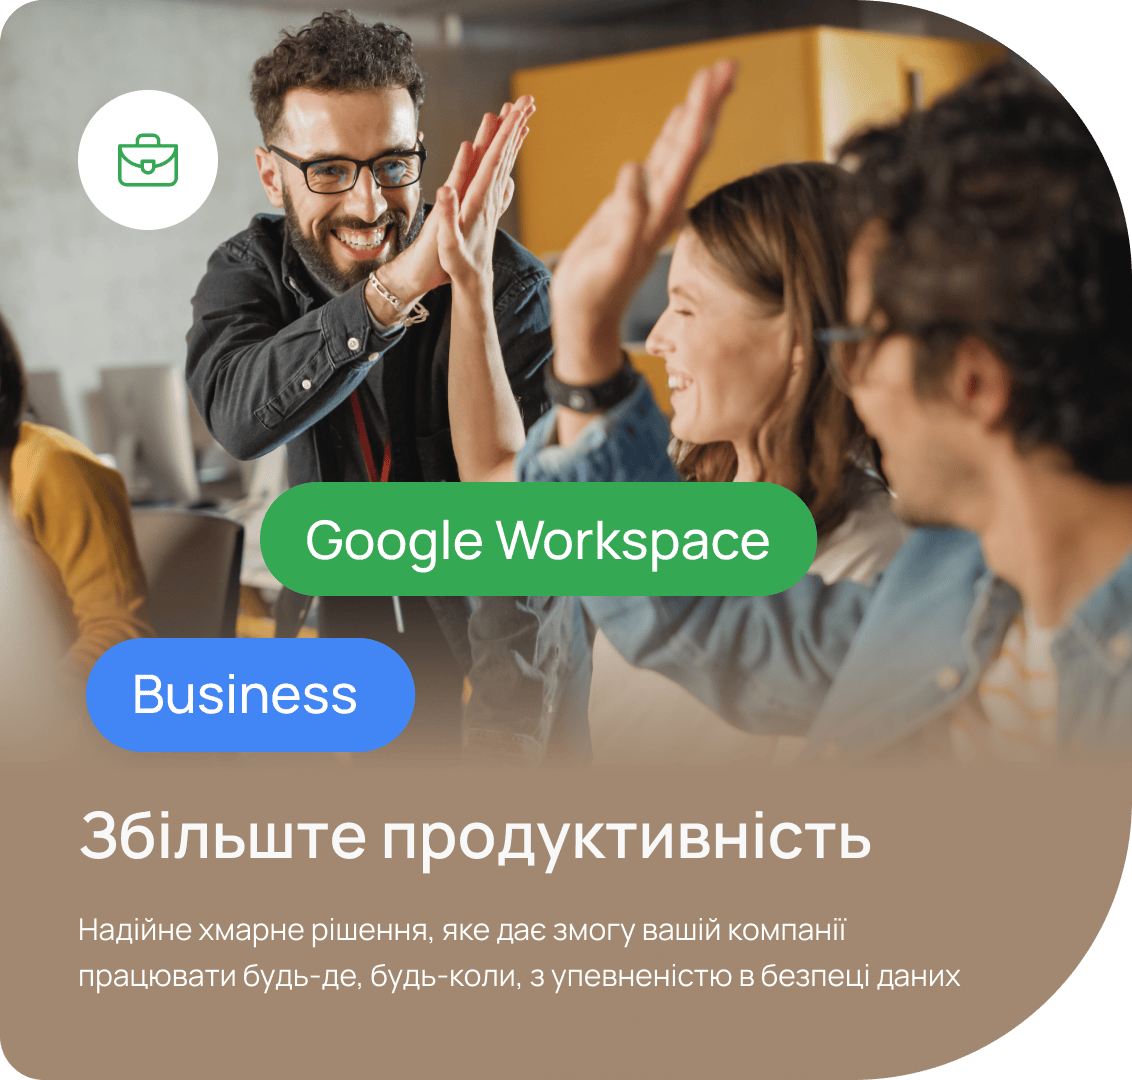 Google Workspace
Business
Збільште продуктивність
Надійне хмарне рішення, яке дає змогу вашій компанії
працювати будь-де, будь-коли, з упевненістю в безпеці даних